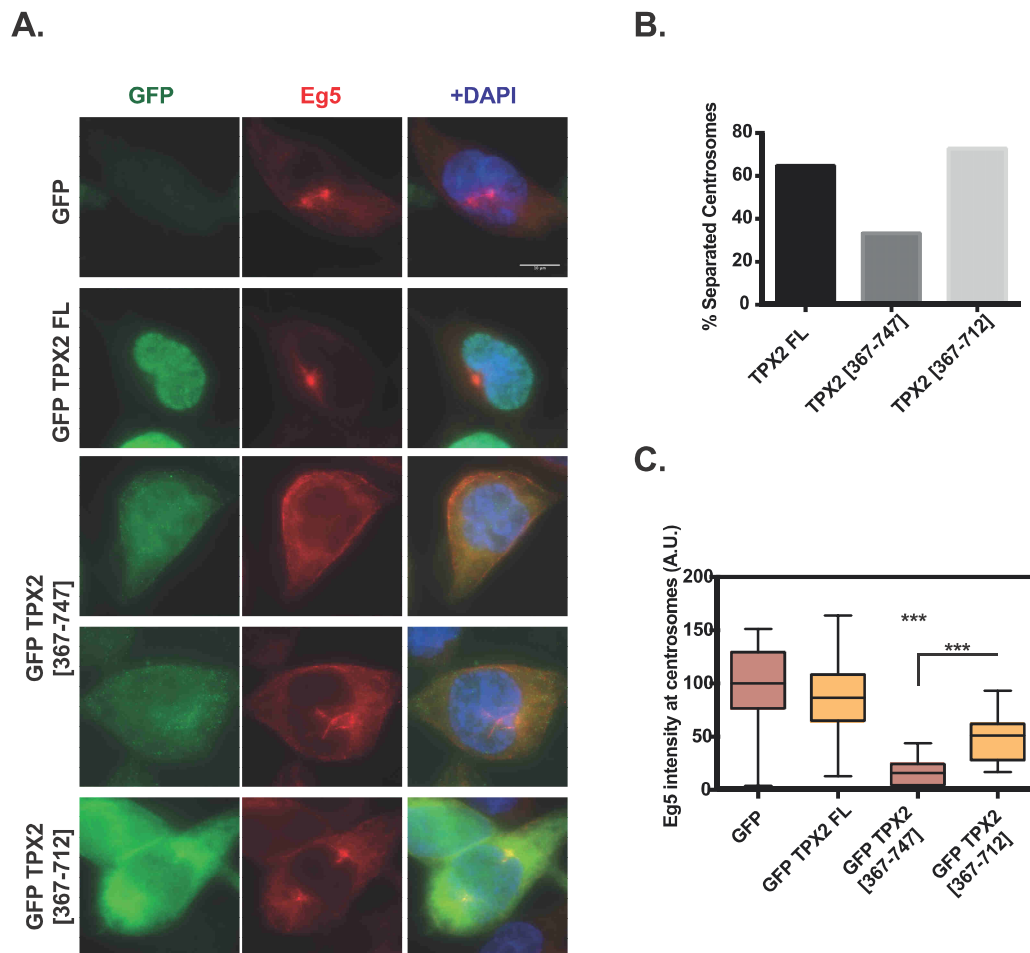 A.
GFP
Eg5
+DAPI
GFP
GFP TPX2 FL
GFP TPX2
[367-747]
GFP TPX2
[367-712]
B.
% Separated Centrosomes
80
60
40
20
0
TPX2 FL
TPX2 [367-747]
TPX2 [367-712]
C.
Eg5 intensity at centrosomes (A.U.)
200
150
100
50
0
***
***
GFP
GFP TPX2 FL
GFP TPX2
[367-747]
GFP TPX2
[367-712]